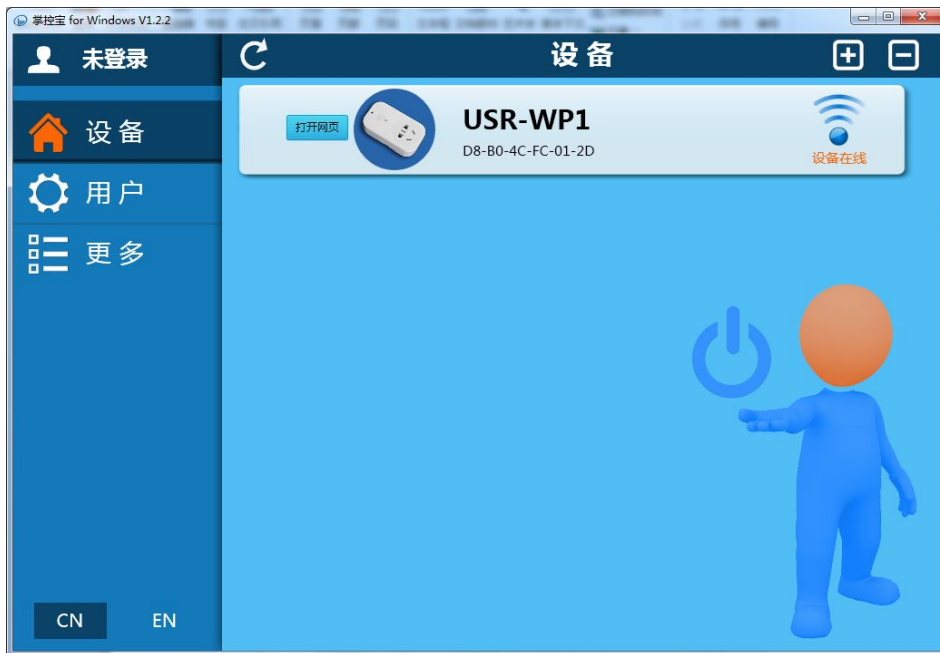 掌控宝 for Windows V1.2.2
未登录
设备
用户
更多
CN EN
设备
打开网页
USR-WP1
D8-B0-4C-FC-01-2D
设备在线